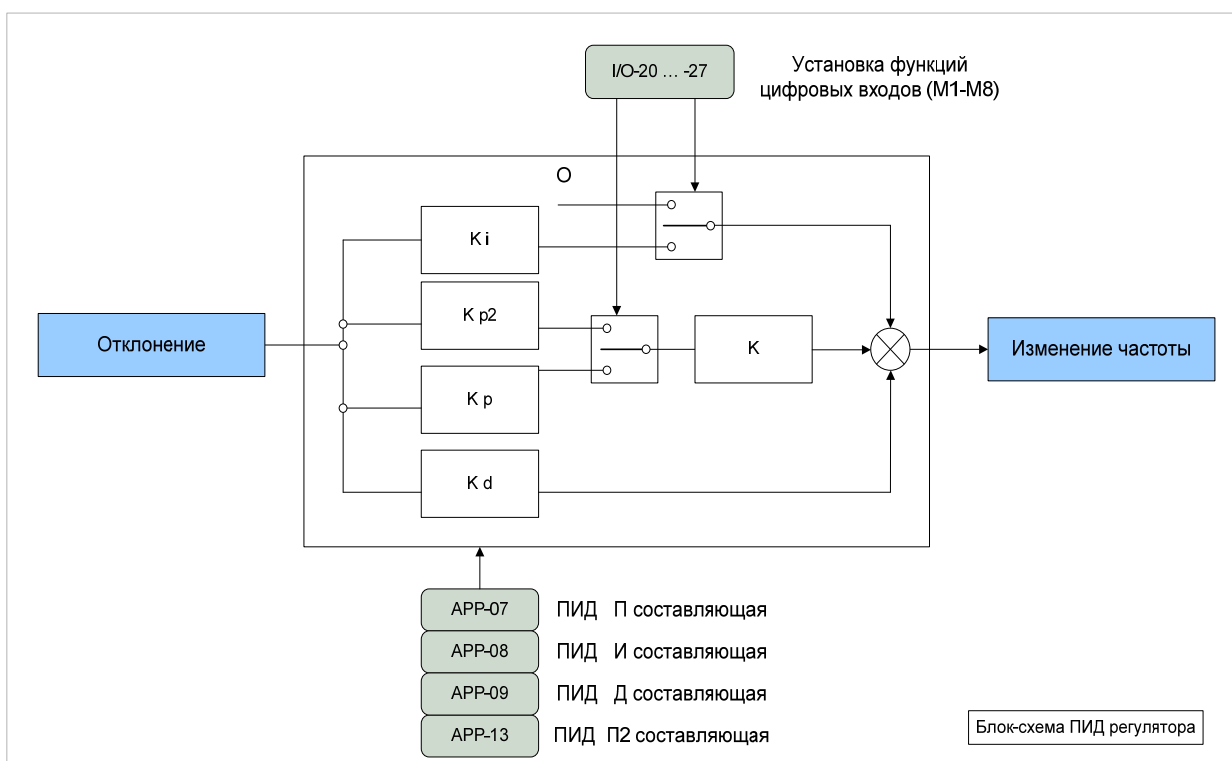 I/O-20 ... -27
Установка функций
цифровых входов (M1-M8)
О
K i
K p2
K p
K d
K
Отклонение
Изменение частоты
APP-07 ПИД П составляющая
APP-08 ПИД И составляющая
APP-09 ПИД Д составляющая
APP-13 ПИД П2 составляющая
Блок-схема ПИД регулятора